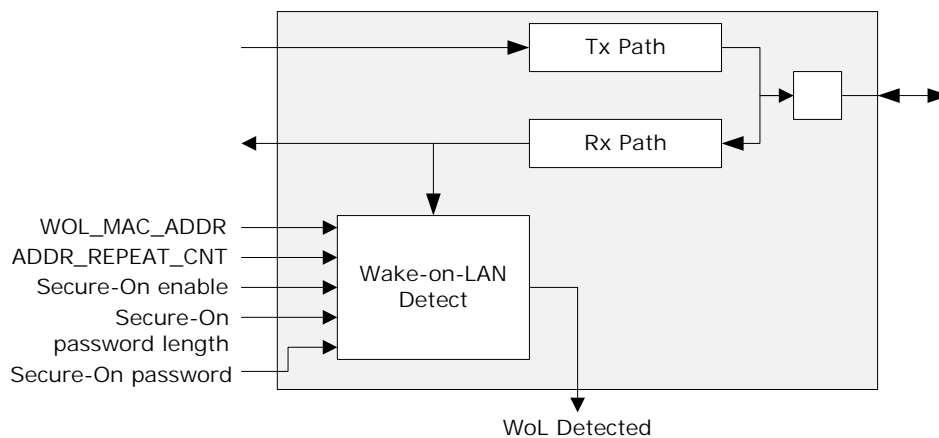 Tx Path
Rx Path
WOL_MAC_ADDR
ADDR_REPEAT_CNT
Secure-On enable
Secure-On
password length
Secure-On password
Wake-on-LAN
Detect
WoL Detected